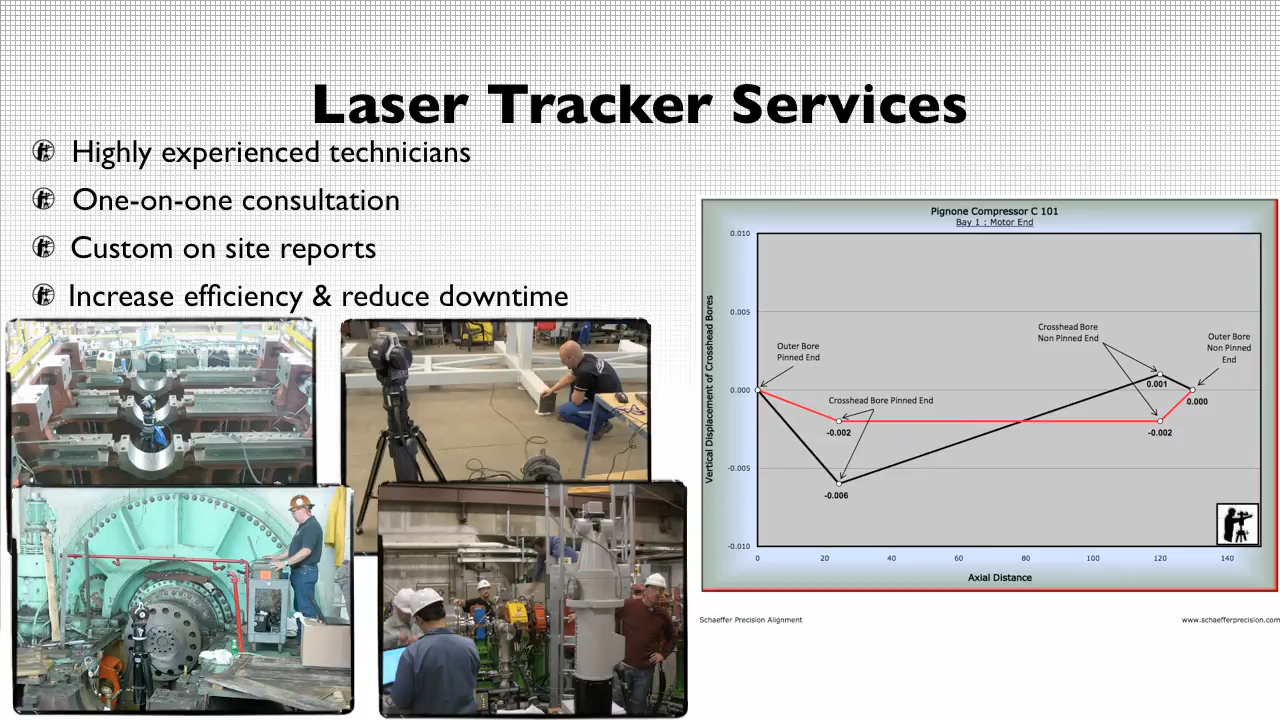 Laser Tracker Services
Highly experienced technicians
One-on-one consultation
Custom on site reports
Increase efficiency & reduce downtime
Pignone Compressor C 101
Bay 1 : Motor End
Vertical Displacement of Crosshead Bores
0.010
0.005
0.000
-0.005
-0.010
Outer Bore
Pinned End
Crosshead Bore Pinned End
Crosshead Bore
Non Pinned End
Outer Bore
Non Pinned
End
0.001
0.000
-0.002
-0.002
-0.006
0
20
40
60
80
100
120
140
Axial Distance
Schaeffer Precision Alignment
www.schaefferprecision.com